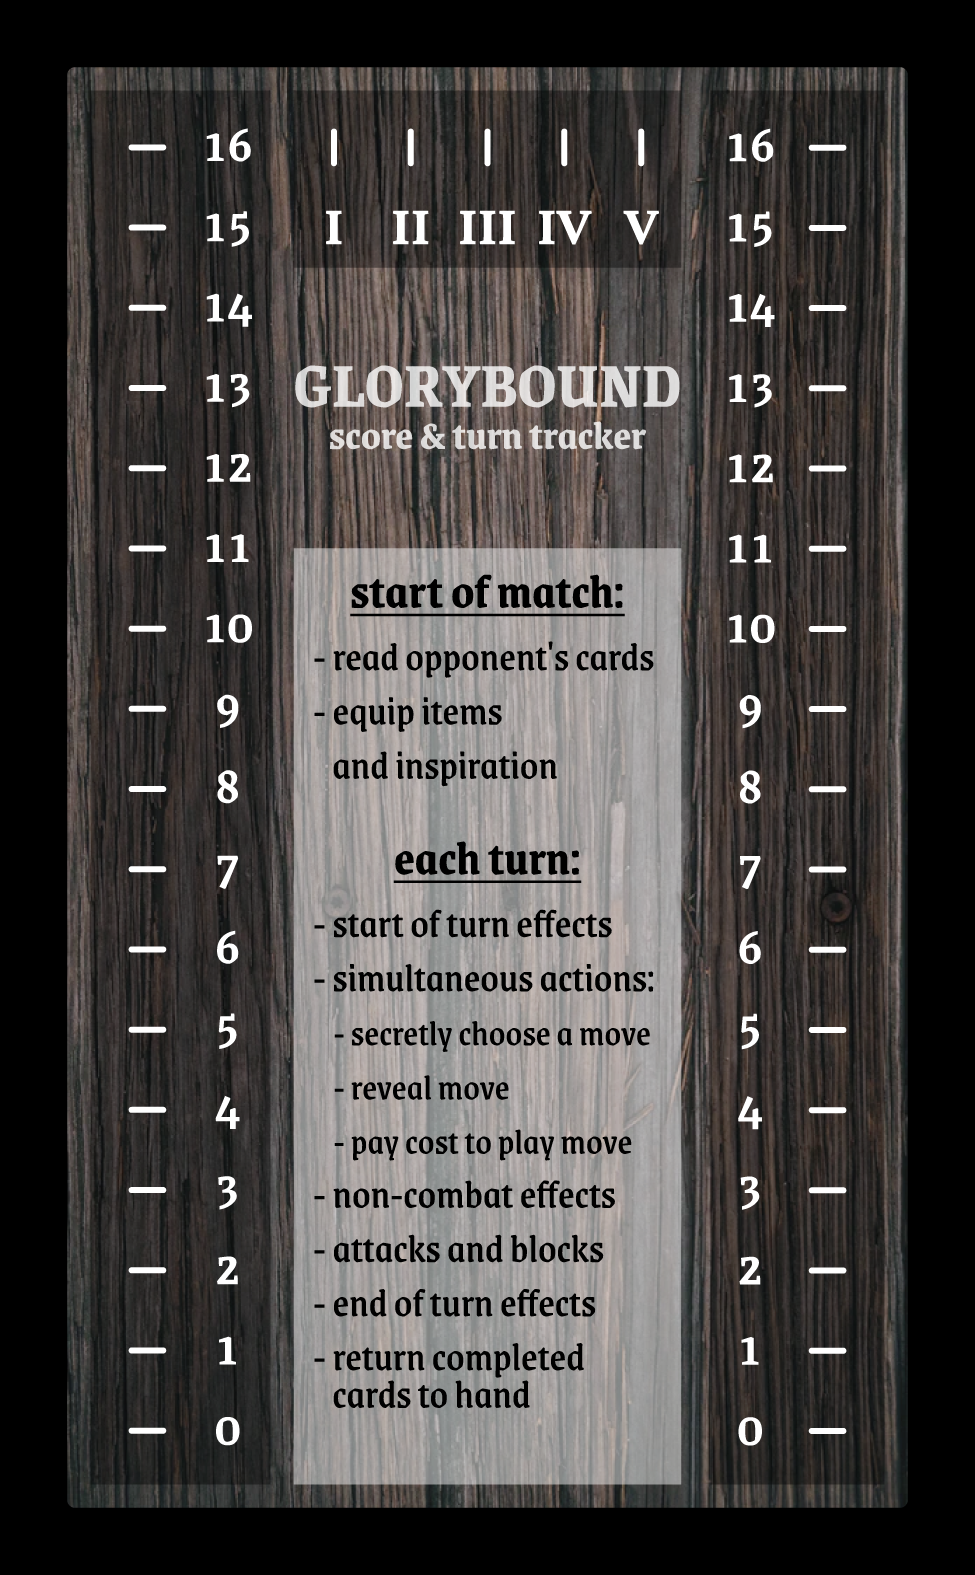 16
15
14
13
12
11
10
9
8
7
6
5
4
3
2
1
0
I II III IV V
GLORYBOUND
score & turn tracker
start of match:
- read opponent's cards
- equip items
and inspiration
each turn:
- start of turn effects
- simultaneous actions:
- secretly choose a move
- reveal move
- pay cost to play move
- non-combat effects
- attacks and blocks
- end of turn effects
- return completed
cards to hand
16
15
14
13
12
11
10
9
8
7
6
5
4
3
2
1
0